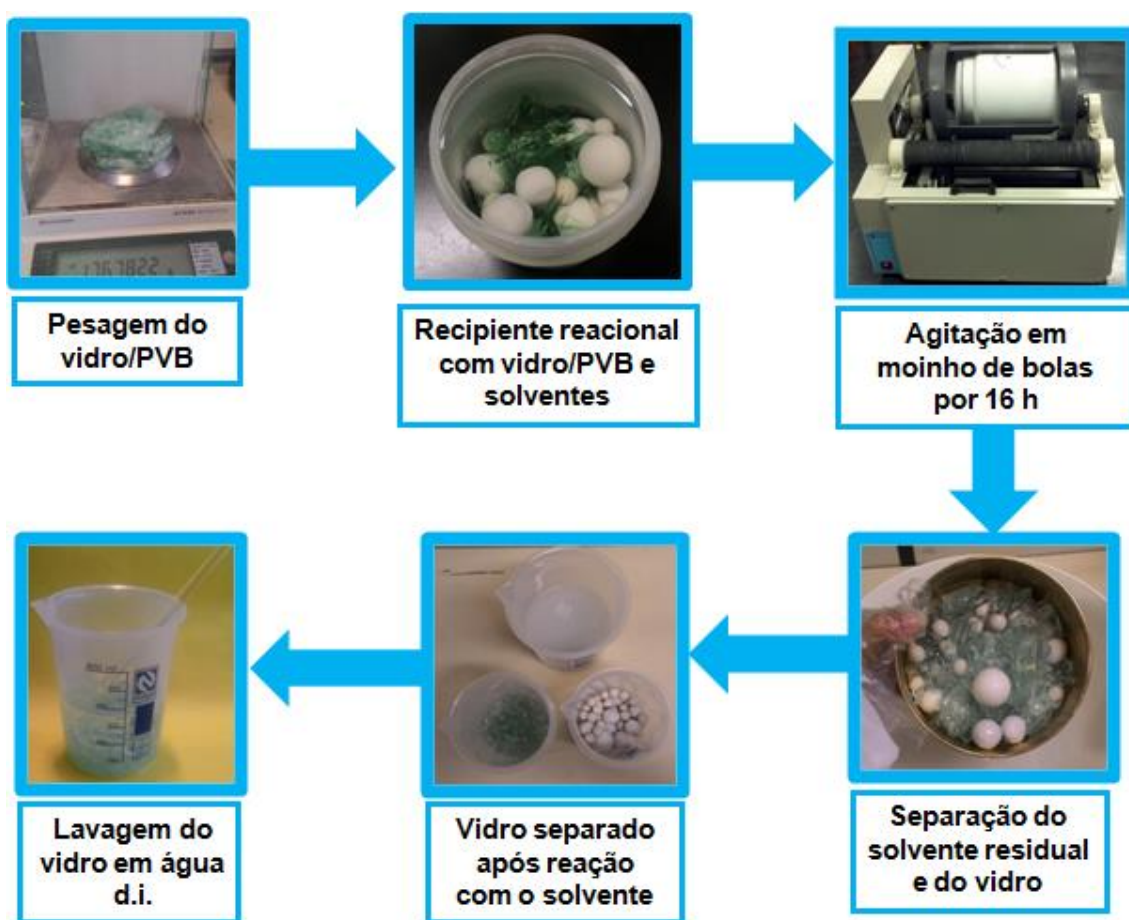 Pesagem do
vidro/PVB
Recipiente reacional
com vidro/PVB e
solventes
Agitação em
moinho de bolas
por 16 h
Lavagem do
vidro em água
d.i.
Vidro separado
após reação
com o solvente
Separação do
solvente residual
e do vidro